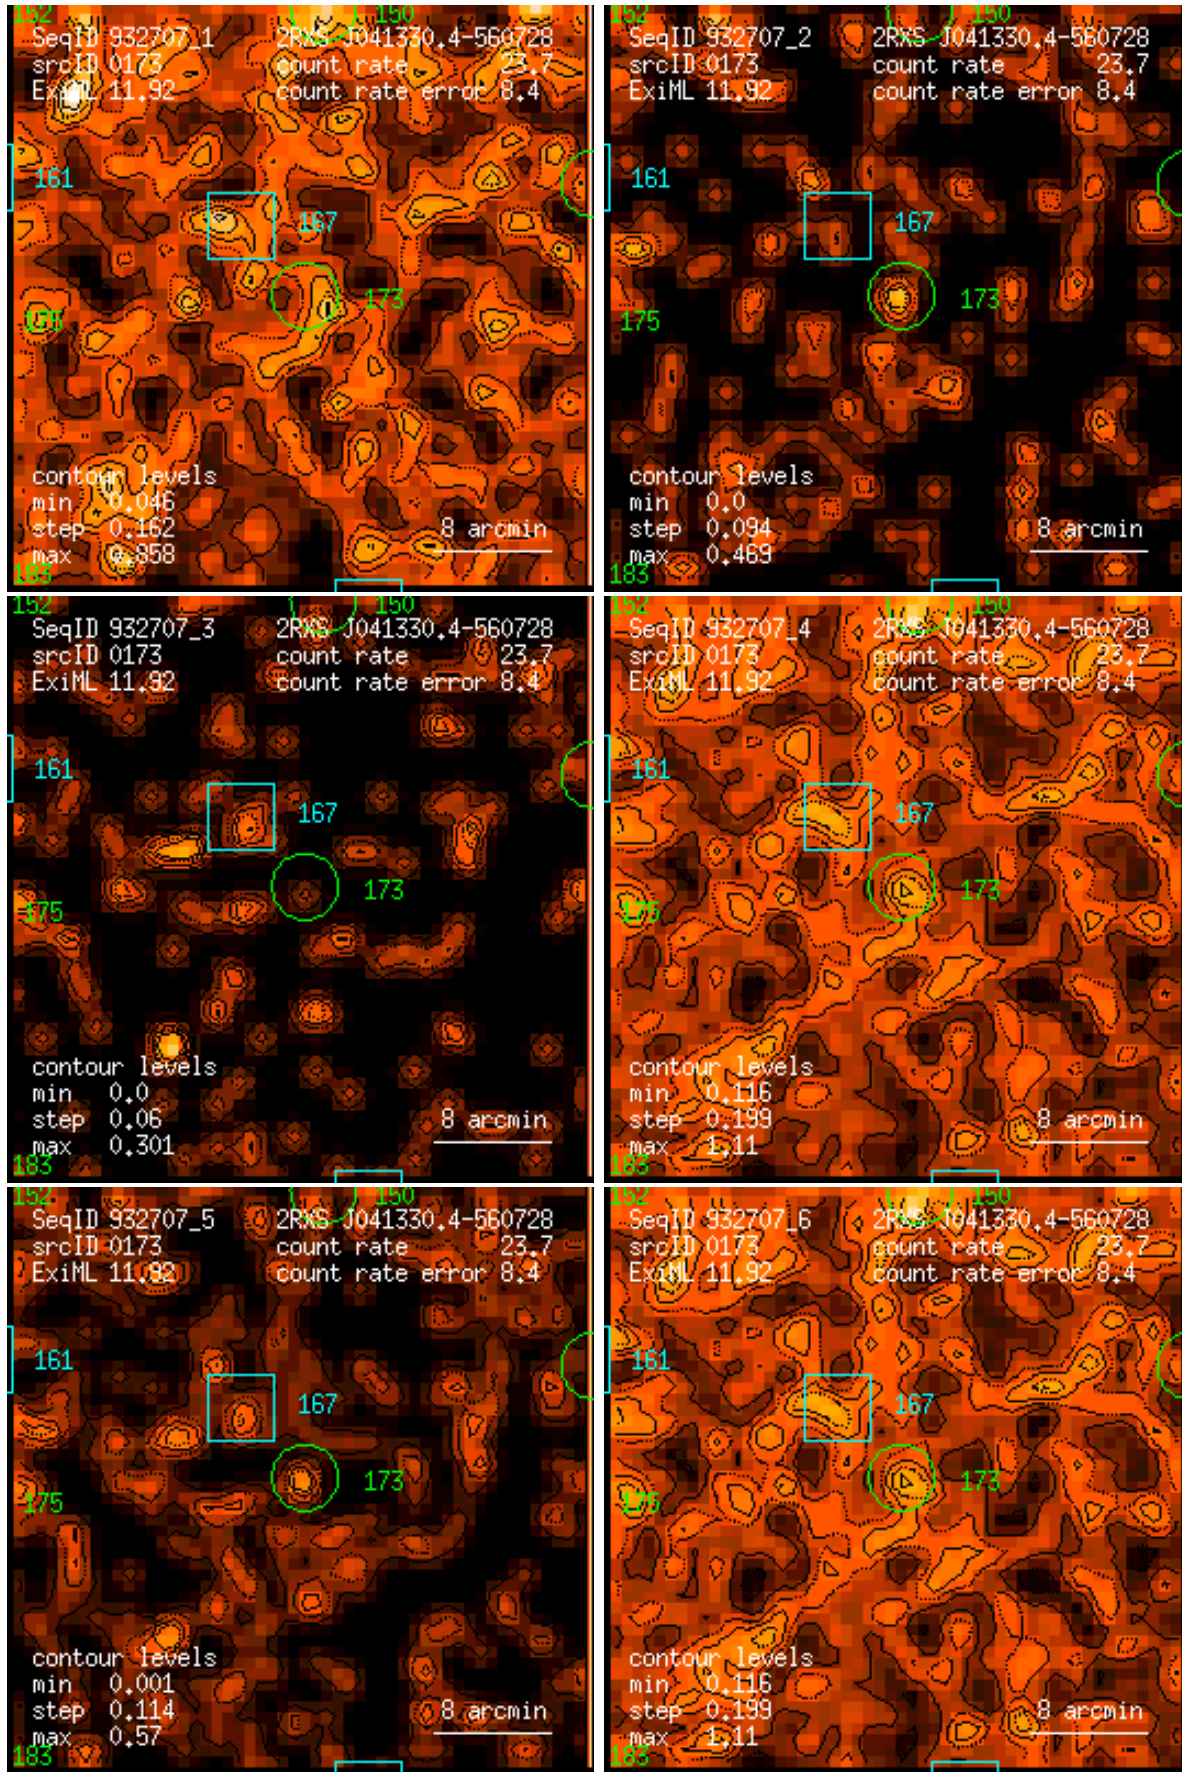 152 150
SeqID 932707_1 2RXS J041330.4-560728
srcID 0173 count rate 23.7
ExiML 11.92 count rate error 8.4
161
167
173
175
contour levels
min 0.046
step 0.162 8 arcmin
max 0.858
183
152 150
SeqID 932707_2 2RXS J041330.4-560728
srcID 0173 count rate 23.7
ExiML 11.92 count rate error 8.4
161
167
173
175
contour levels
min 0.0
step 0.094 8 arcmin
max 0.469
183
152 150
SeqID 932707_3 2RXS J041330.4-560728
srcID 0173 count rate 23.7
ExiML 11.92 count rate error 8.4
161
167
173
175
contour levels
min 0.0
step 0.06 8 arcmin
max 0.301
183
152 150
SeqID 932707_4 2RXS J041330.4-560728
srcID 0173 count rate 23.7
ExiML 11.92 count rate error 8.4
161
167
173
175
contour levels
min 0.116
step 0.199 8 arcmin
max 1.11
183
152 150
SeqID 932707_5 2RXS J041330.4-560728
srcID 0173 count rate 23.7
ExiML 11.92 count rate error 8.4
161
167
173
175
contour levels
min 0.001
step 0.114 8 arcmin
max 0.57
183
152 150
SeqID 932707_6 2RXS J041330.4-560728
srcID 0173 count rate 23.7
ExiML 11.92 count rate error 8.4
161
167
173
175
contour levels
min 0.116
step 0.199 8 arcmin
max 1.11
183